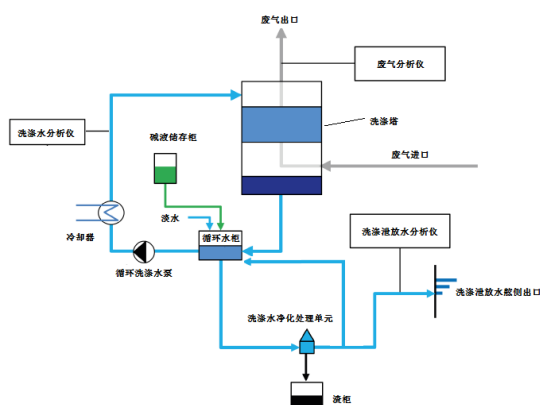 废气出口
废气分析仪
洗涤水分析仪
洗涤塔
碱液储存柜
废气进口
淡水
洗涤泄放水分析仪
循环水柜
冷却器
循环洗涤水泵
洗涤泄放水舷侧出口
洗涤水净化处理单元
渣柜